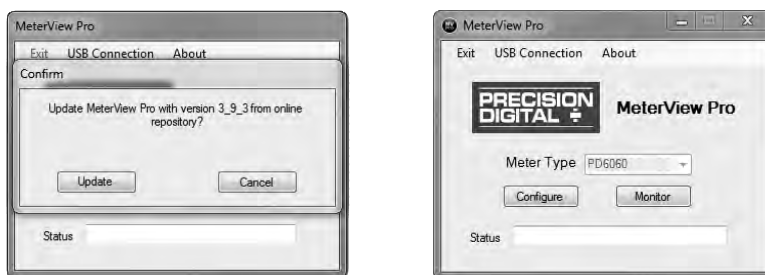 MeterView Pro
Exit USB Connection About
Confirm
Update MeterView Pro with version 3_9_3 from online
repository?
Update Cancel
Status
MeterView Pro
Exit USB Connection About
PRECISION
DIGITAL
MeterView Pro
Meter Type PD6060
Configure Monitor
Status